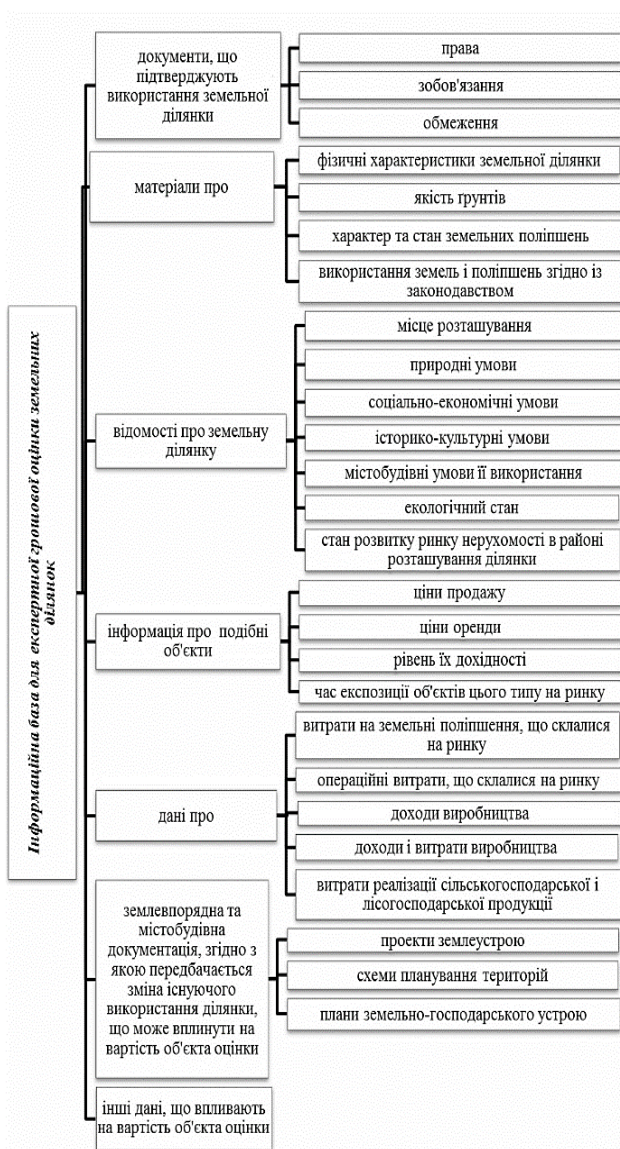 Інформаційна база для експертної грошової оцінки земельних
ділянок
документи, що
підтверджують
використання земельної
ділянки
права
зобов'язання
обмеження
матеріали про
фізичні характеристики земельної ділянки
якість ґрунтів
характер та стан земельних поліпшень
використання земель і поліпшень згідно із
законодавством
відомості про земельну
ділянку
місце розташування
природні умови
соціально-економічні умови
історико-культурні умови
містобудівні умови її використання
екологічний стан
стан розвитку ринку нерухомості в районі
розташування ділянки
інформація про подібні
об'єкти
ціни продажу
ціни оренди
рівень їх дохідності
час експозиції об'єктів цього типу на ринку
дані про
витрати на земельні поліпшення, що склалися
на ринку
операційні витрати, що склалися на ринку
доходи виробництва
доходи і витрати виробництва
витрати реалізації сільськогосподарської і
лісогосподарської продукції
землевпорядна та
містобудівна
документація, згідно з
якою передбачається
зміна існуючого
використання ділянки,
що може вплинути на
вартість об'єкта оцінки
проекти землеустрою
схеми планування територій
плани земельно-господарського устрою
інші дані, що впливають
на вартість об'єкта оцінки